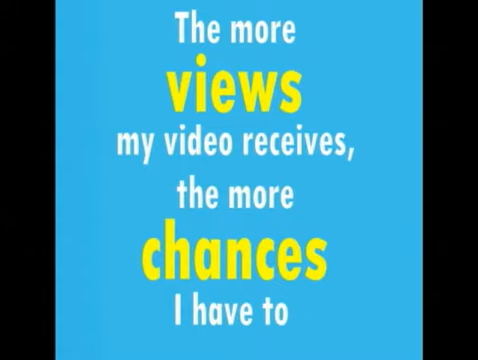 The more
views
my video receives,
the more
chances
I have to